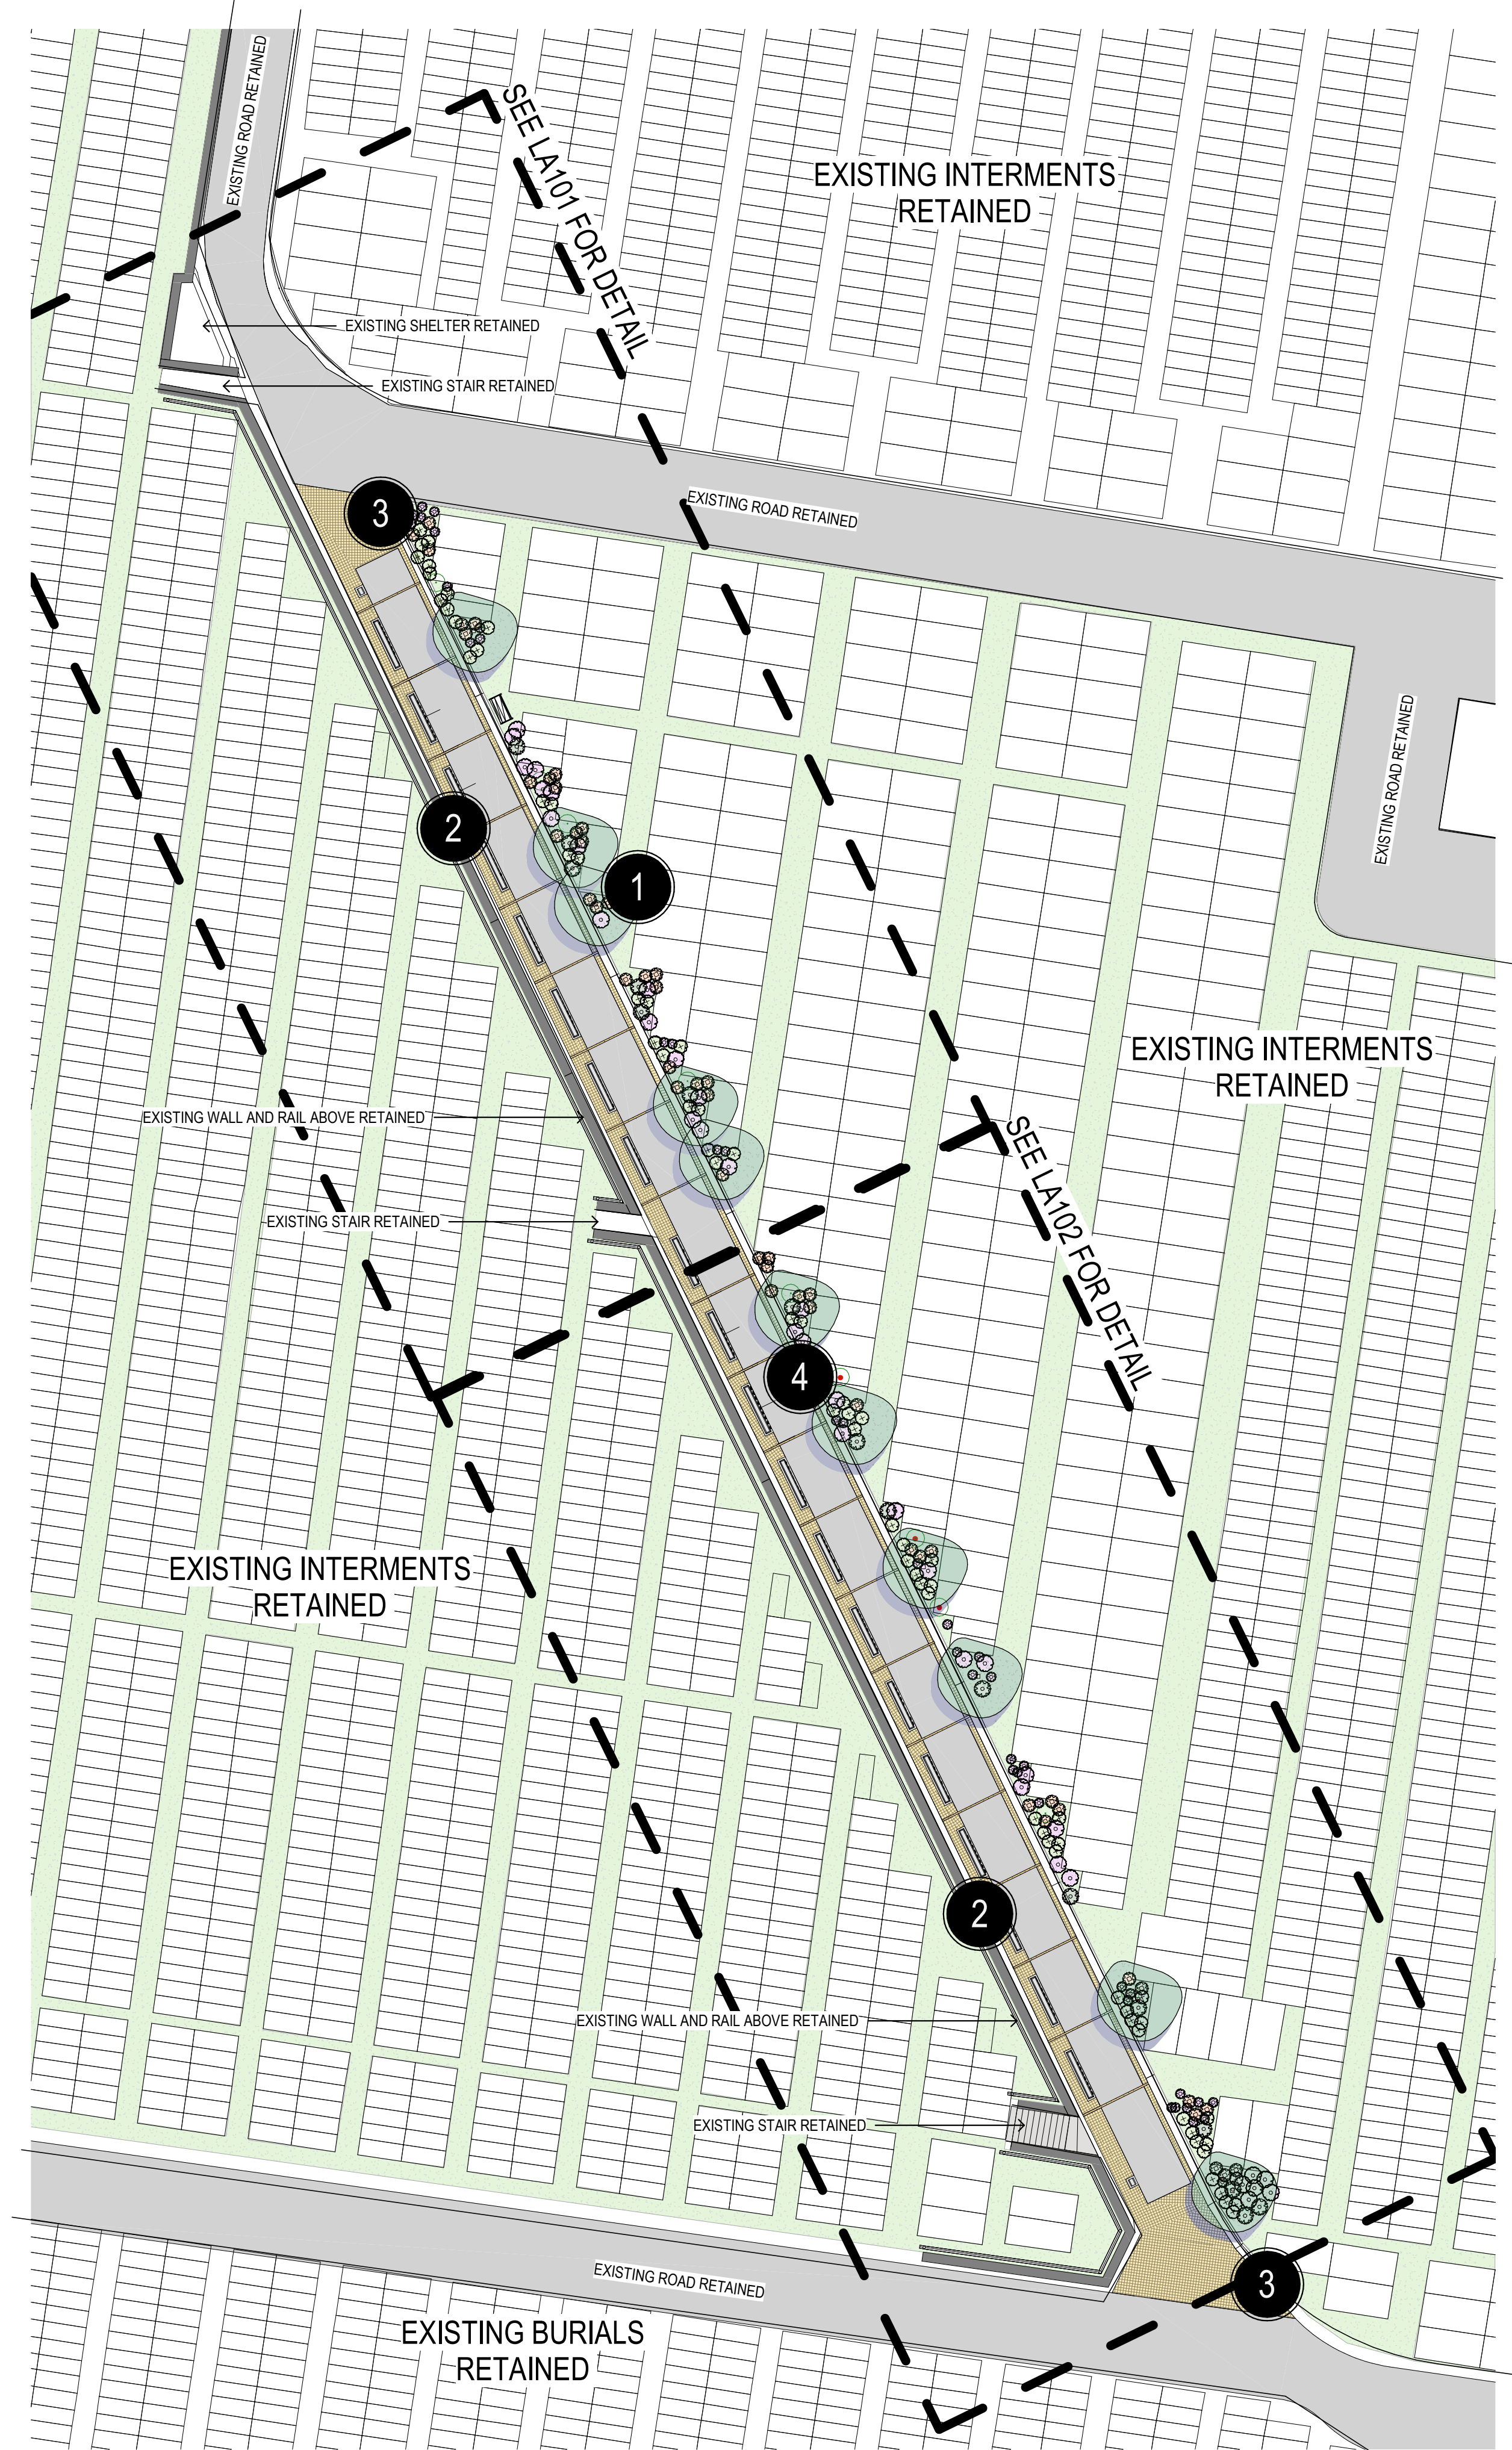 EXISTING ROAD RETAINED
SEE LA101 FOR DETAIL
EXISTING INTERMENTS
RETAINED
EXISTING SHELTER RETAINED
EXISTING STAIR RETAINED
EXISTING ROAD RETAINED
3
EXISTING ROAD RETAINED
2
1
EXISTING INTERMENTS
RETAINED
EXISTING WALL AND RAIL ABOVE RETAINED
EXISTING STAIR RETAINED
SEE LA102 FOR DETAIL
4
EXISTING INTERMENTS
RETAINED
2
EXISTING WALL AND RAIL ABOVE RETAINED
EXISTING STAIR RETAINED
EXISTING ROAD RETAINED
3
EXISTING BURIALS
RETAINED